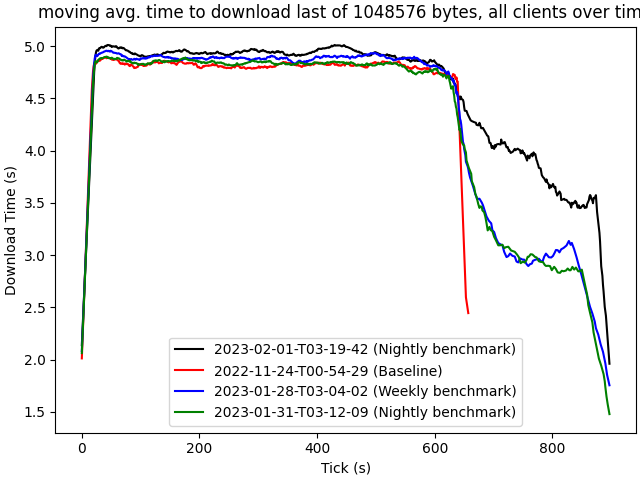 moving avg. time to download last of 1048576 bytes, all clients over tim
5.0
4.5
4.0
3.5
3.0
2.5
2.0
1.5
Download Time (s)
2023-02-01-T03-19-42 (Nightly benchmark)
2022-11-24-T00-54-29 (Baseline)
2023-01-28-T03-04-02 (Weekly benchmark)
2023-01-31-T03-12-09 (Nightly benchmark)
0 200 400 600 800
Tick (s)